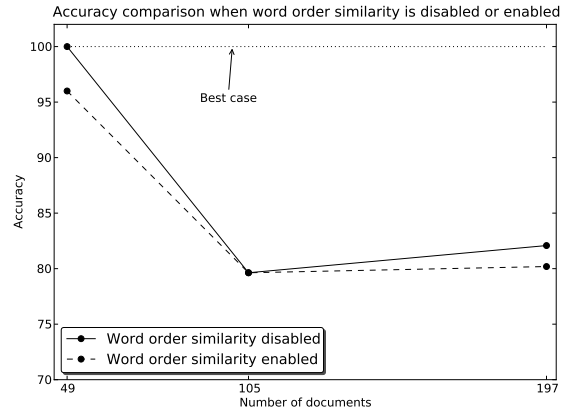 Accuracy comparison when word order similarity is disabled or enabled
100
95
90
85
80
75
70
Accuracy
Best case
Word order similarity disabled
Word order similarity enabled
49
105
197
Number of documents